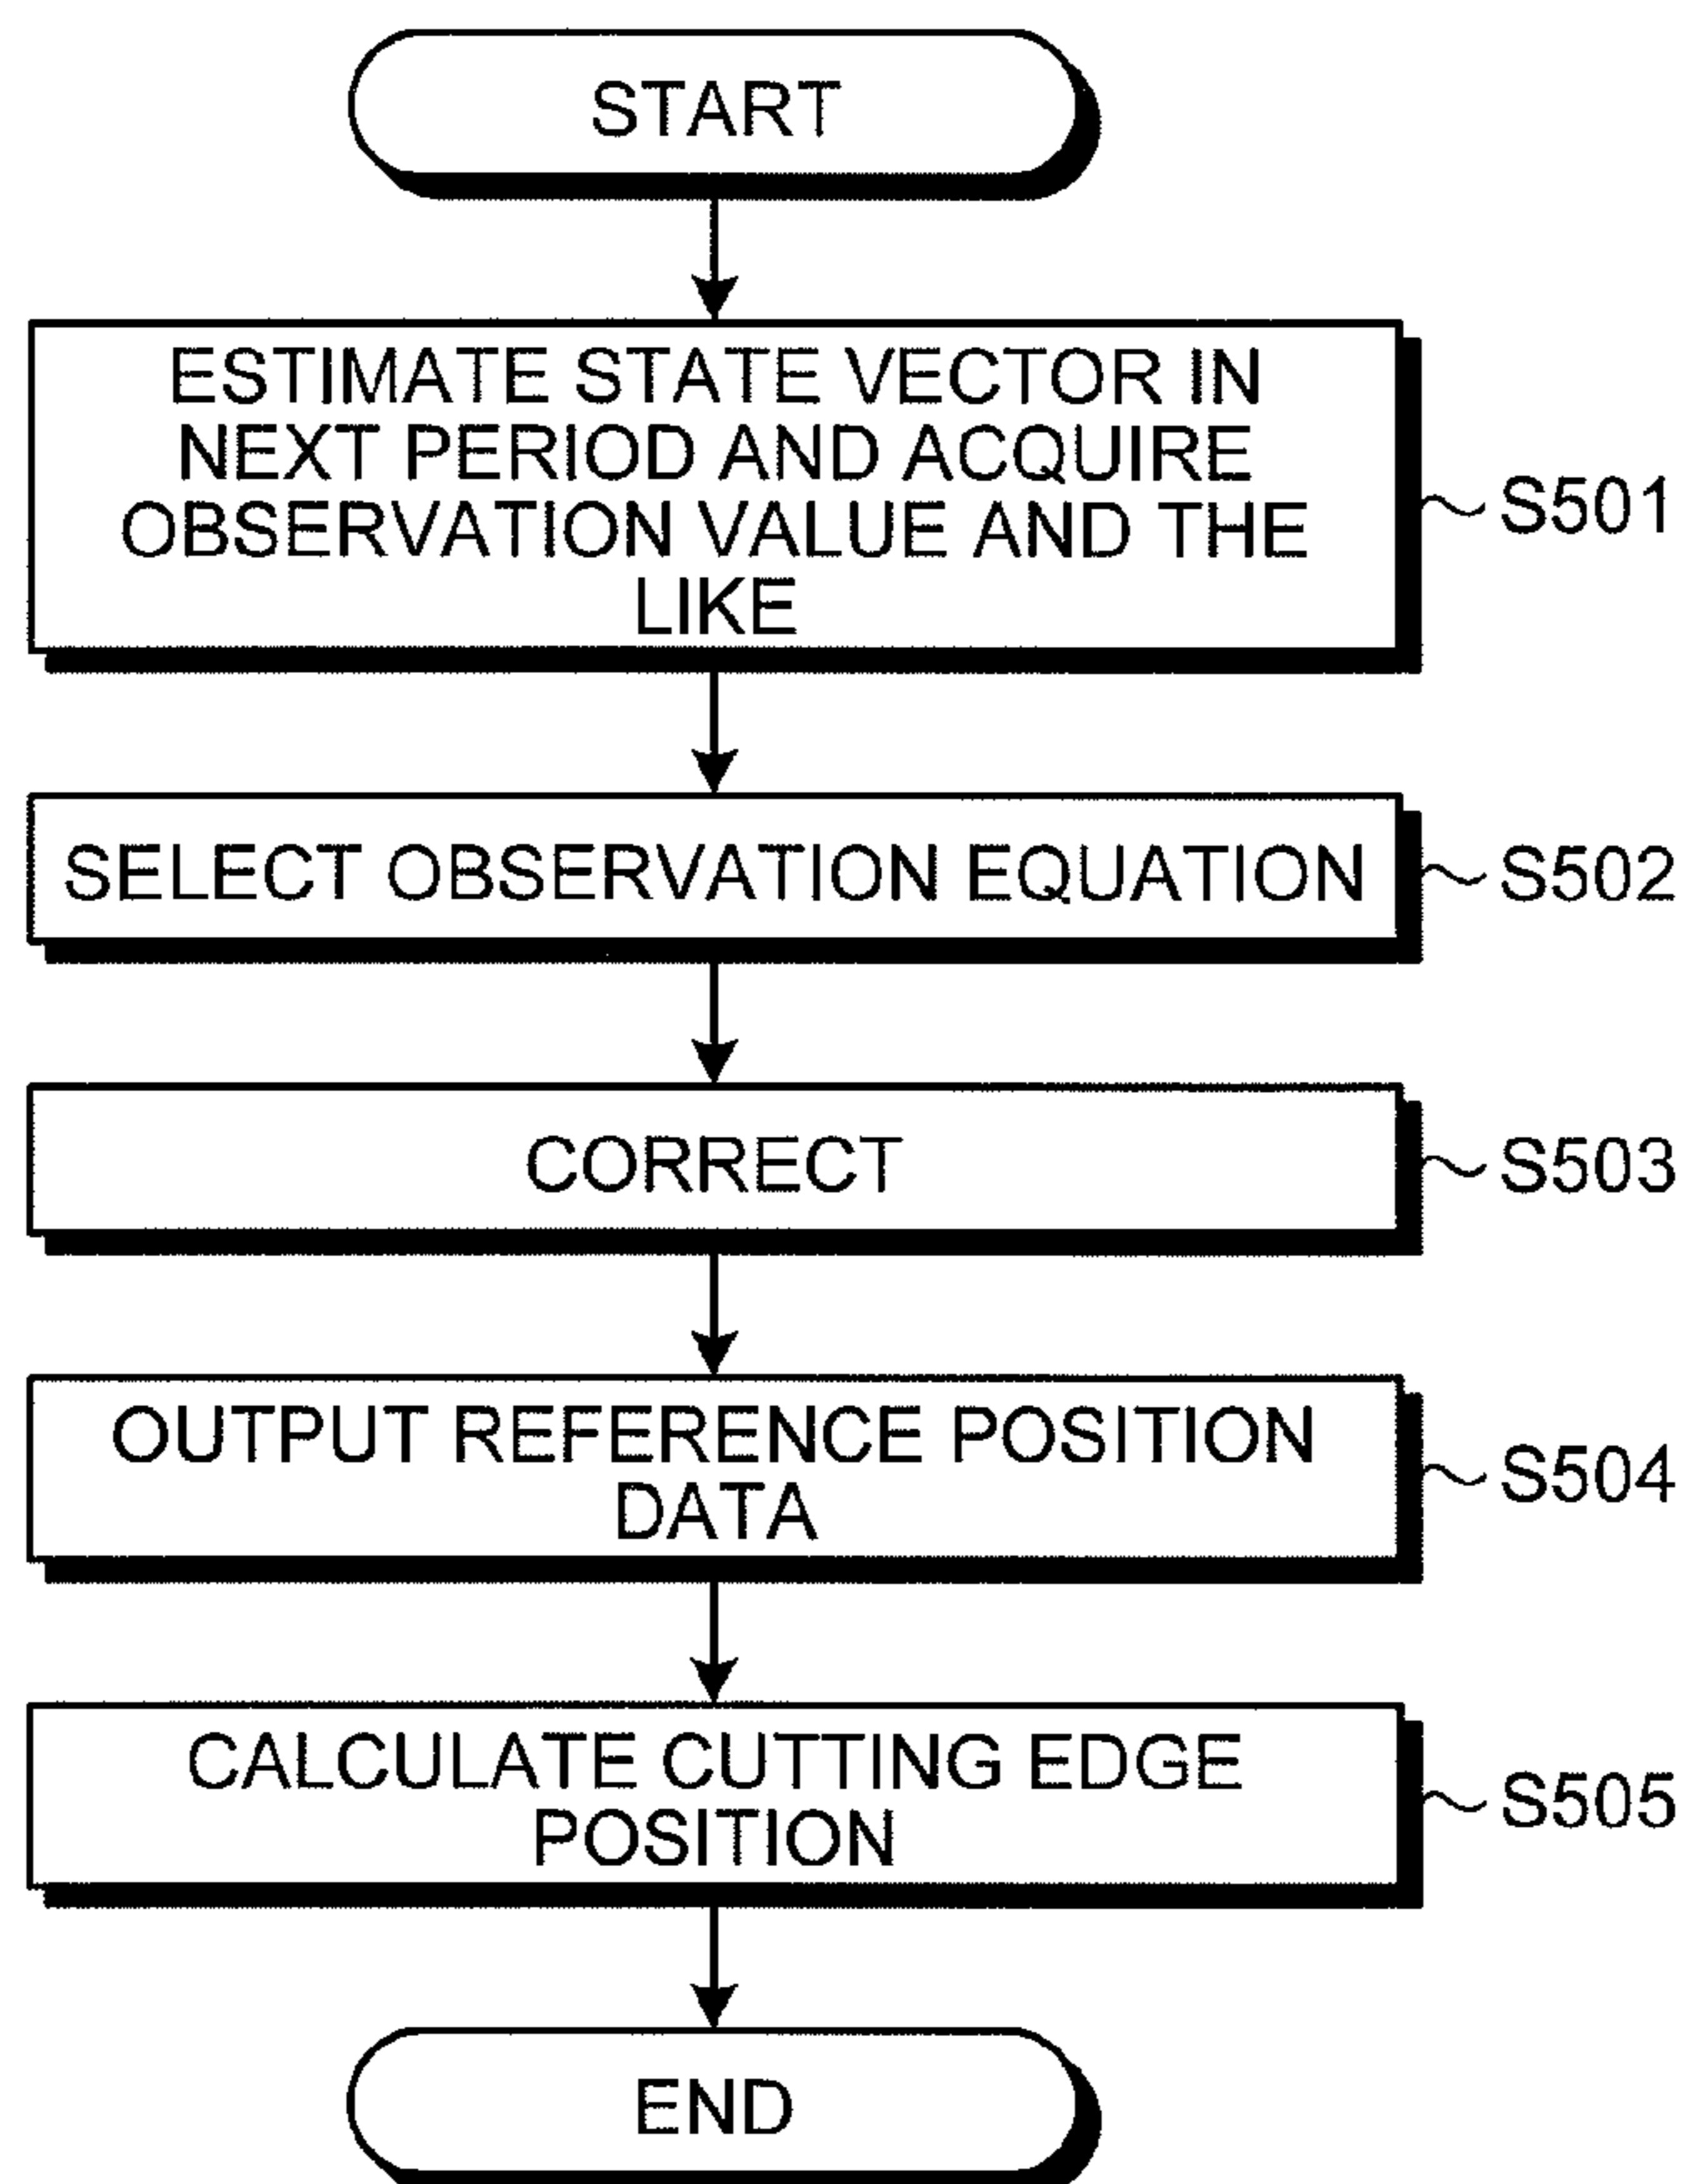 START
ESTIMATE STATE VECTOR IN
NEXT PERIOD AND ACQUIRE
OBSERVATION VALUE AND THE
LIKE
S501
SELECT OBSERVATION EQUATION
S502
CORRECT
S503
OUTPUT REFERENCE POSITION
DATA
S504
CALCULATE CUTTING EDGE
POSITION
S505
END